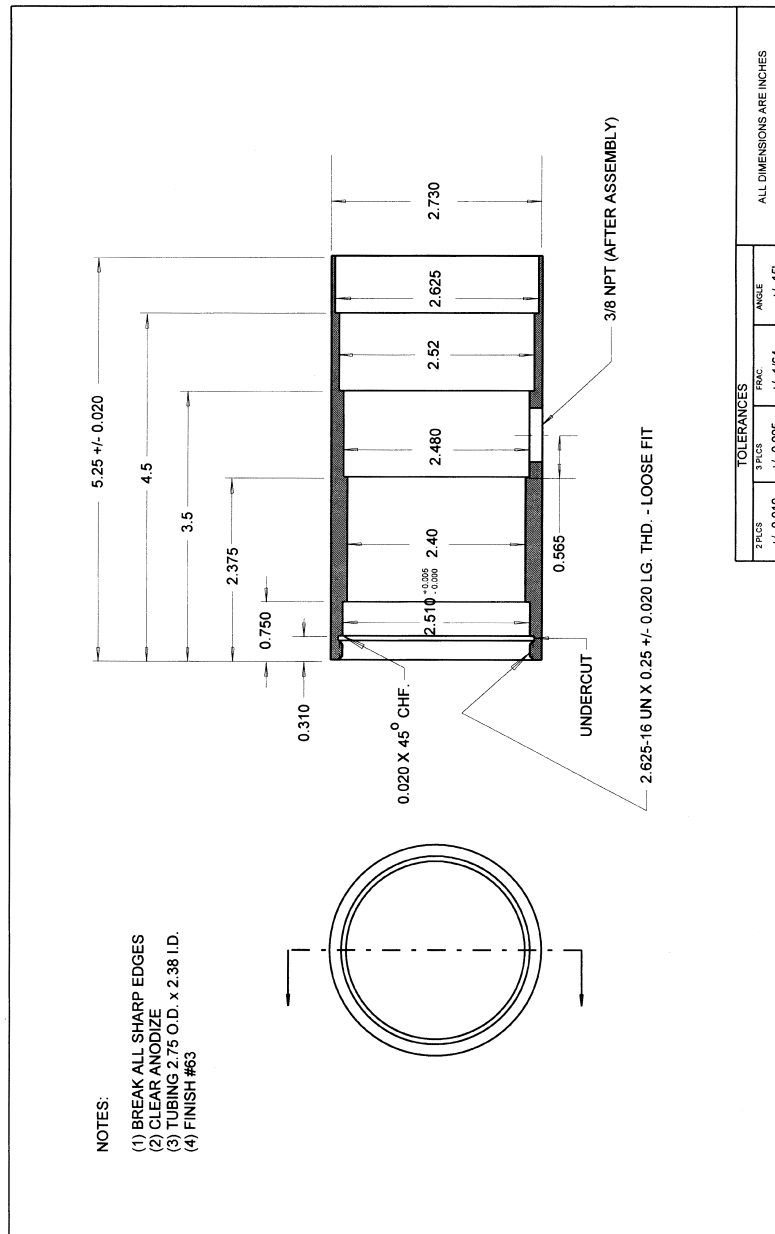 NOTES:
(1) BREAK ALL SHARP EDGES
(2) CLEAR ANODIZE
(3) TUBING 2.75 O.D. x 2.38 I.D.
(4) FINISH #63
5.25 +/- 0.020
4.5
3.5
2.375
0.750
0.310
0.020 X 45° CHF.
2.510 +0.005 -0.000
2.40
2.480
2.52
2.625
2.730
0.565
UNDERCUT
3/8 NPT (AFTER ASSEMBLY)
2.625-16 UN X 0.25 +/- 0.020 LG. THD. - LOOSE FIT
TOLERANCES
2 PLCS
3 PLCS
FRAC.
ANGLE
ALL DIMENSIONS ARE INCHES